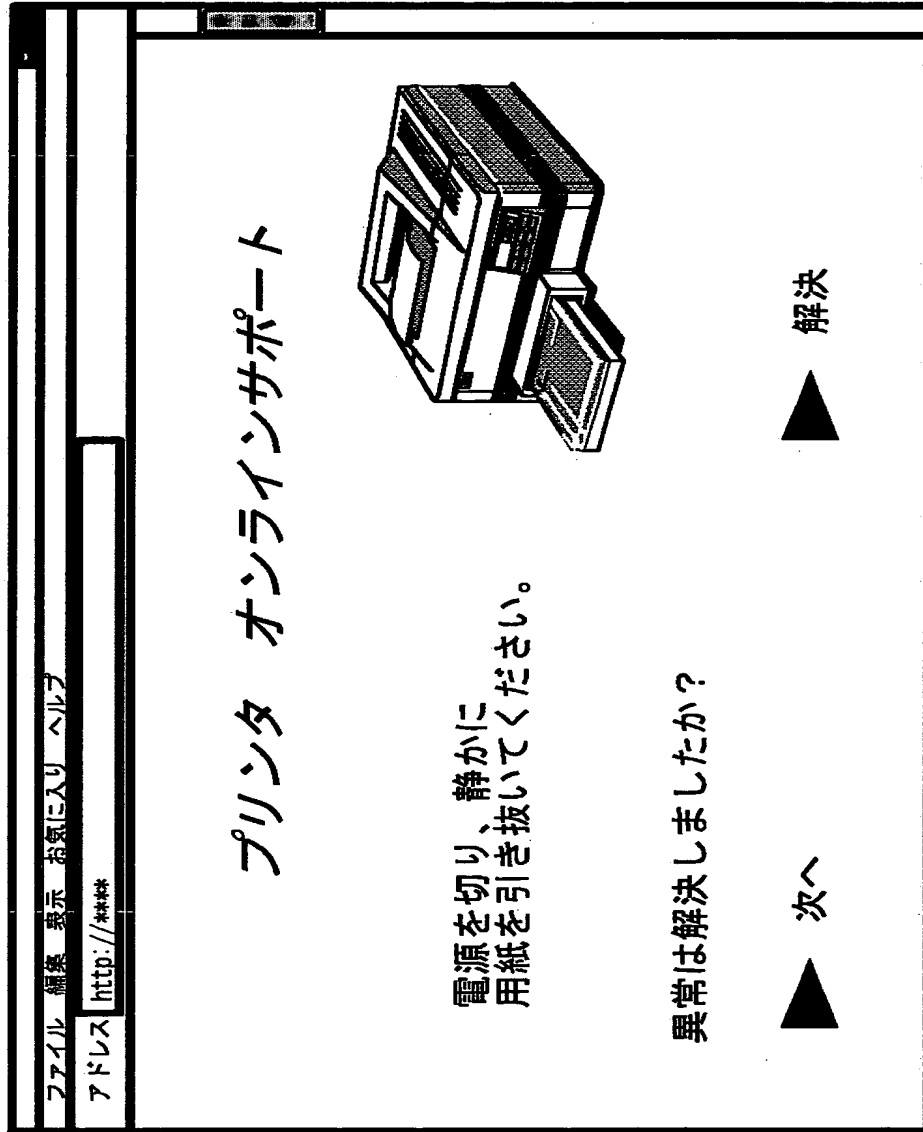 ファイル 編集 表示 お気に入り ヘルプ
アドレス http://****
プリンタ オンラインサポート
電源を切り、静かに
用紙を引き抜いてください。
異常は解決しましたか?
次へ 解決